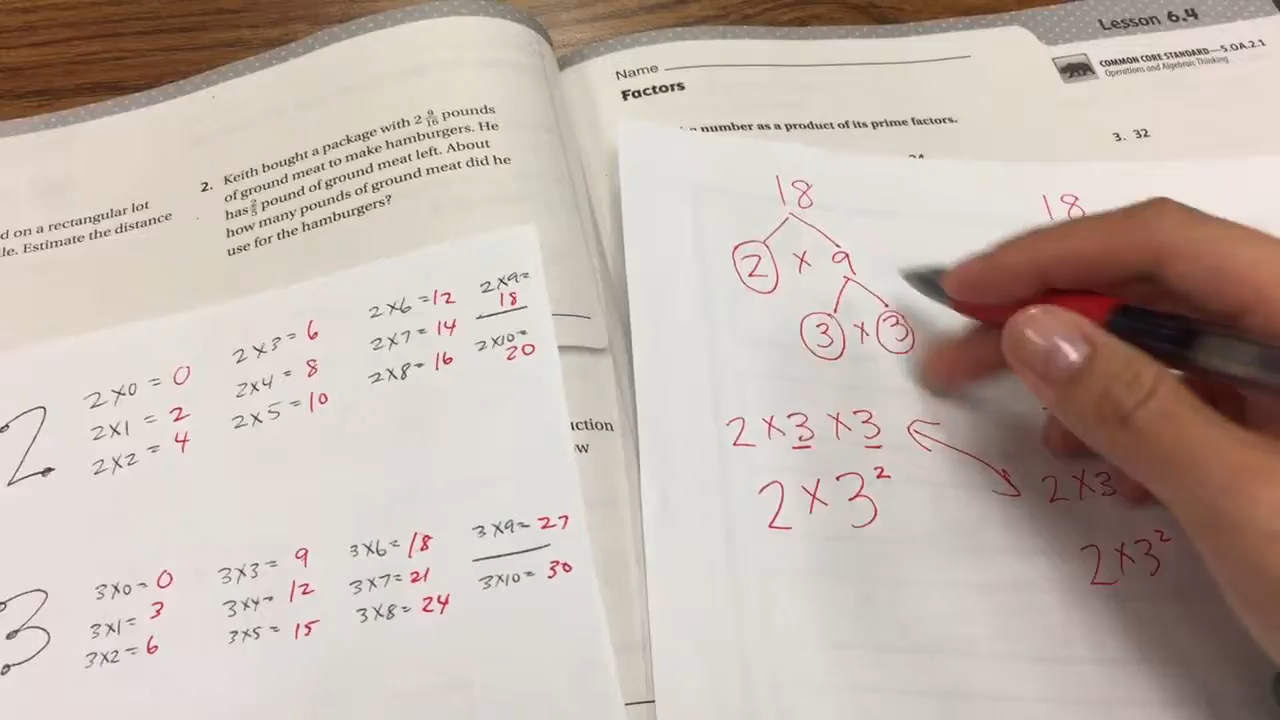 d on a rectangular lot
le. Estimate the distance
2. Keith bought a package with 2 9/16 pounds
of ground meat to make hamburgers. He
has 2/5 pound of ground meat left. About
how many pounds of ground meat did he
use for the hamburgers?
Lesson 6.4
COMMON CORE STANDARD—5.OA.2.1
Operations and Algebraic Thinking
Name
Factors
number as a product of its prime factors.
3. 32
uction
w
2
2×0 = 0
2×1 = 2
2×2 = 4
2×3 = 6
2×4 = 8
2×5 = 10
2×6 = 12
2×7 = 14
2×8 = 16
2×9=
18
2×10=
20
3
3×0= 0
3×1= 3
3×2= 6
3×3= 9
3×4= 12
3×5= 15
3×6= 18
3×7= 21
3×8= 24
3×9= 27
3×10= 30
18
2 × 9
3 × 3
2×3×3
2×3²
18
2×3
2×3²